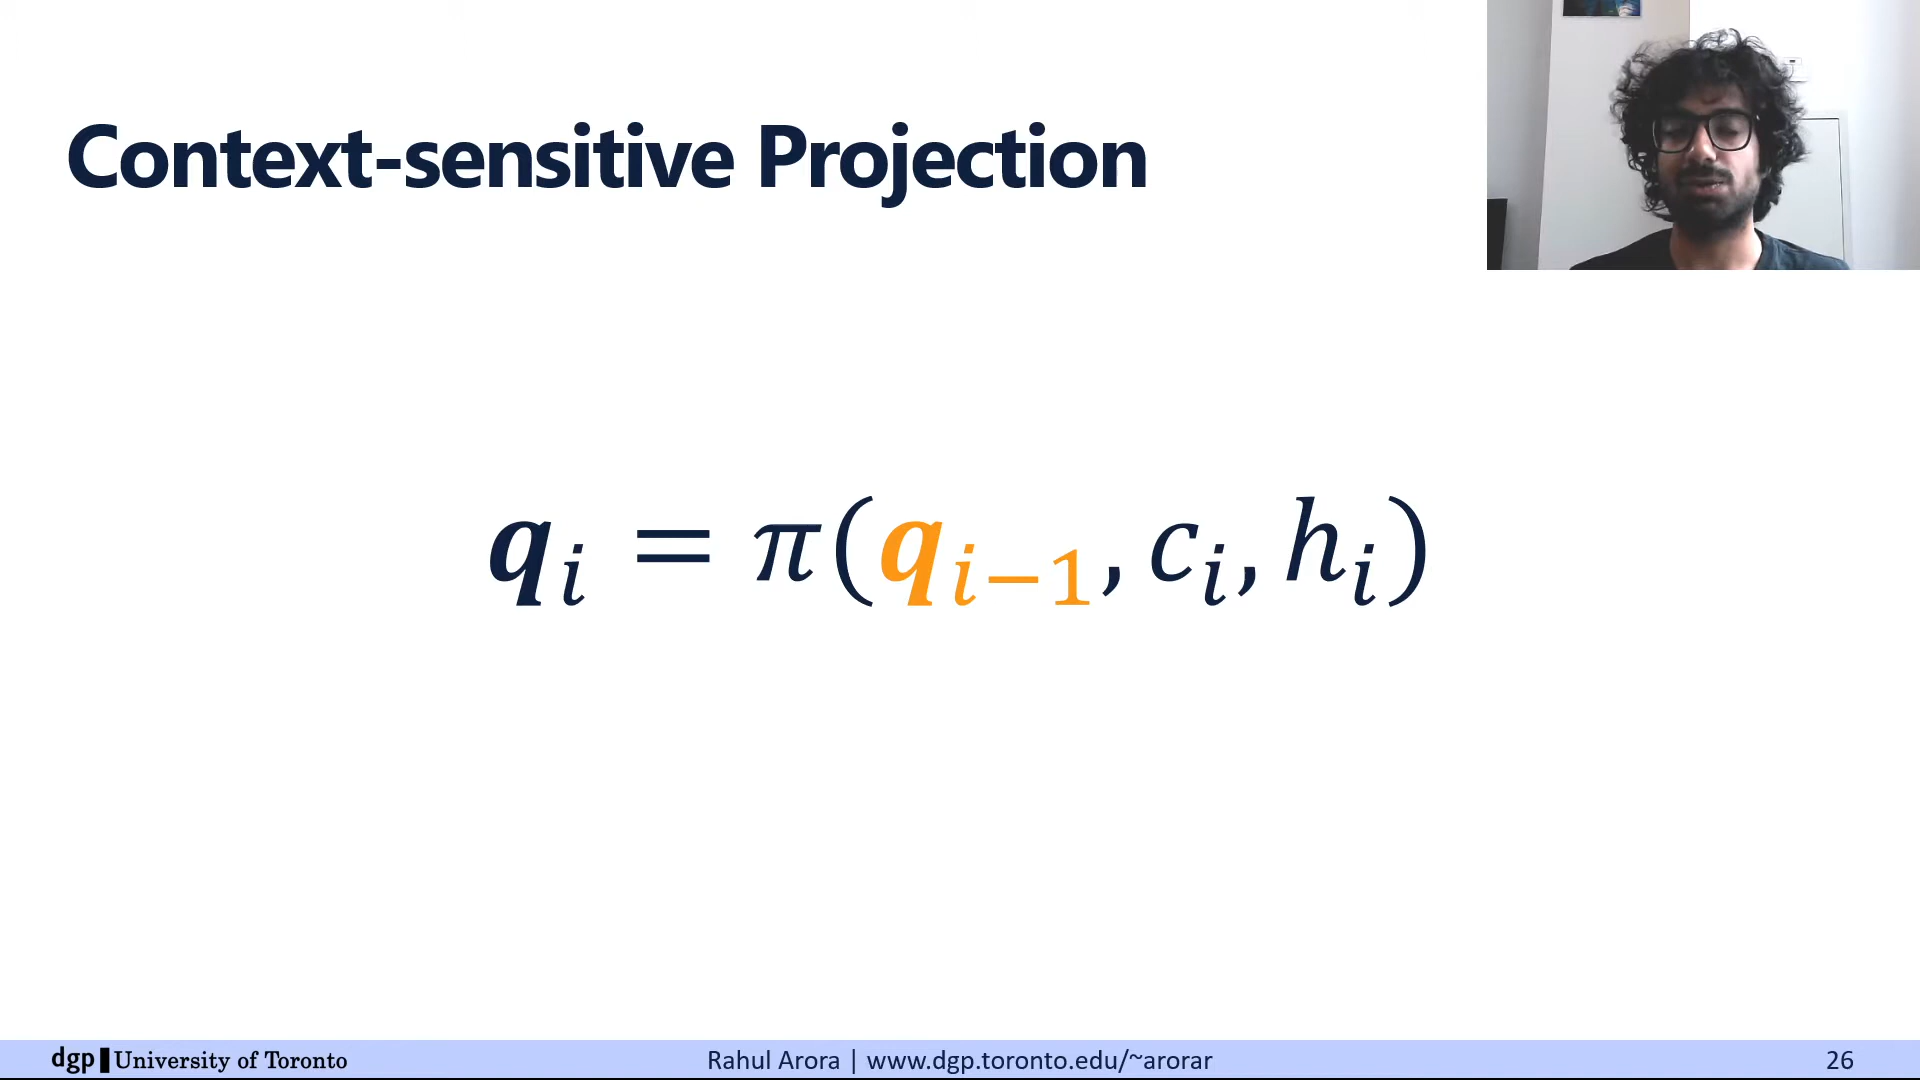 Context-sensitive Projection
𝒒ᵢ = π(𝒒ᵢ₋₁, cᵢ, hᵢ)
dgp University of Toronto
Rahul Arora | www.dgp.toronto.edu/~arorar
26